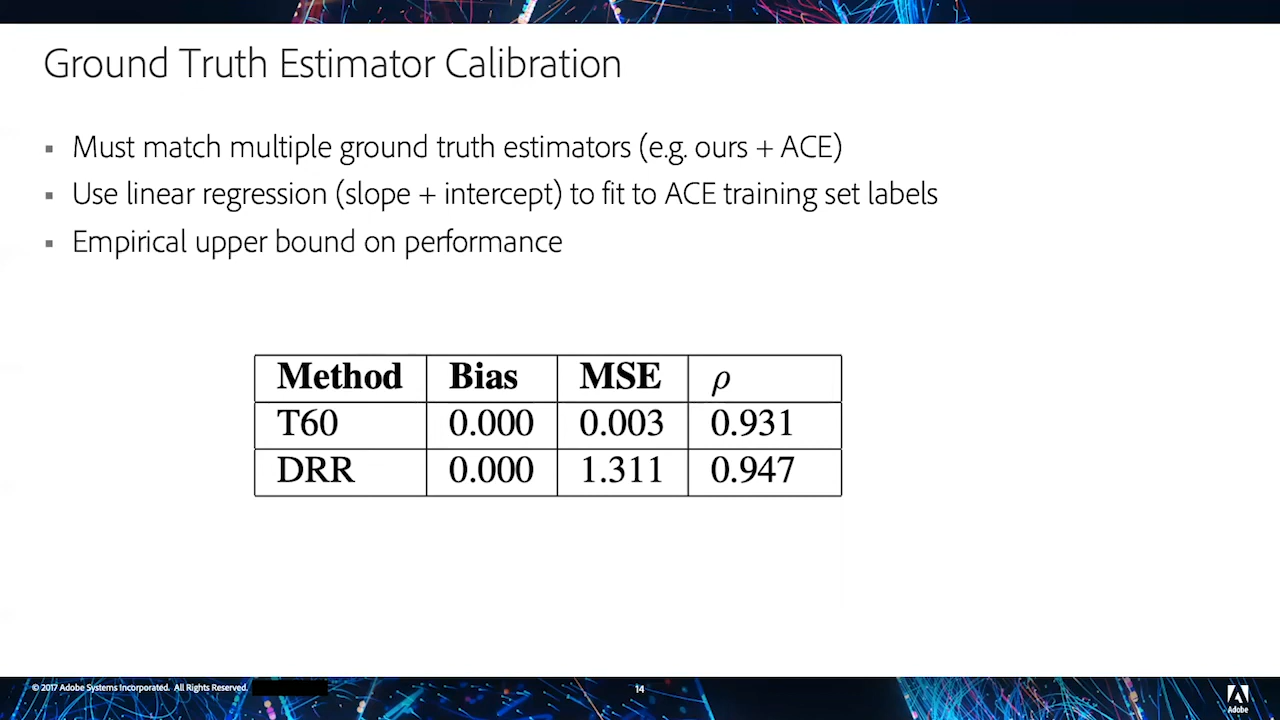 Ground Truth Estimator Calibration
▪ Must match multiple ground truth estimators (e.g. ours + ACE)
▪ Use linear regression (slope + intercept) to fit to ACE training set labels
▪ Empirical upper bound on performance
Method Bias MSE ρ
T60 0.000 0.003 0.931
DRR 0.000 1.311 0.947
© 2017 Adobe Systems Incorporated. All Rights Reserved.
14
Adobe